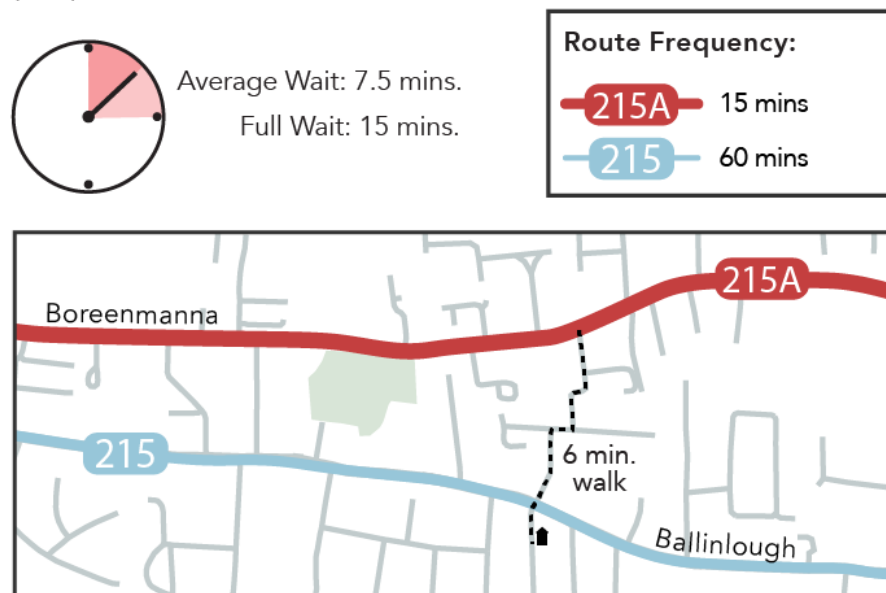 Average Wait: 7.5 mins.
Full Wait: 15 mins.
Route Frequency:
215A 15 mins
215 60 mins
215A
Boreenmanna
215
6 min.
walk
Ballinlough